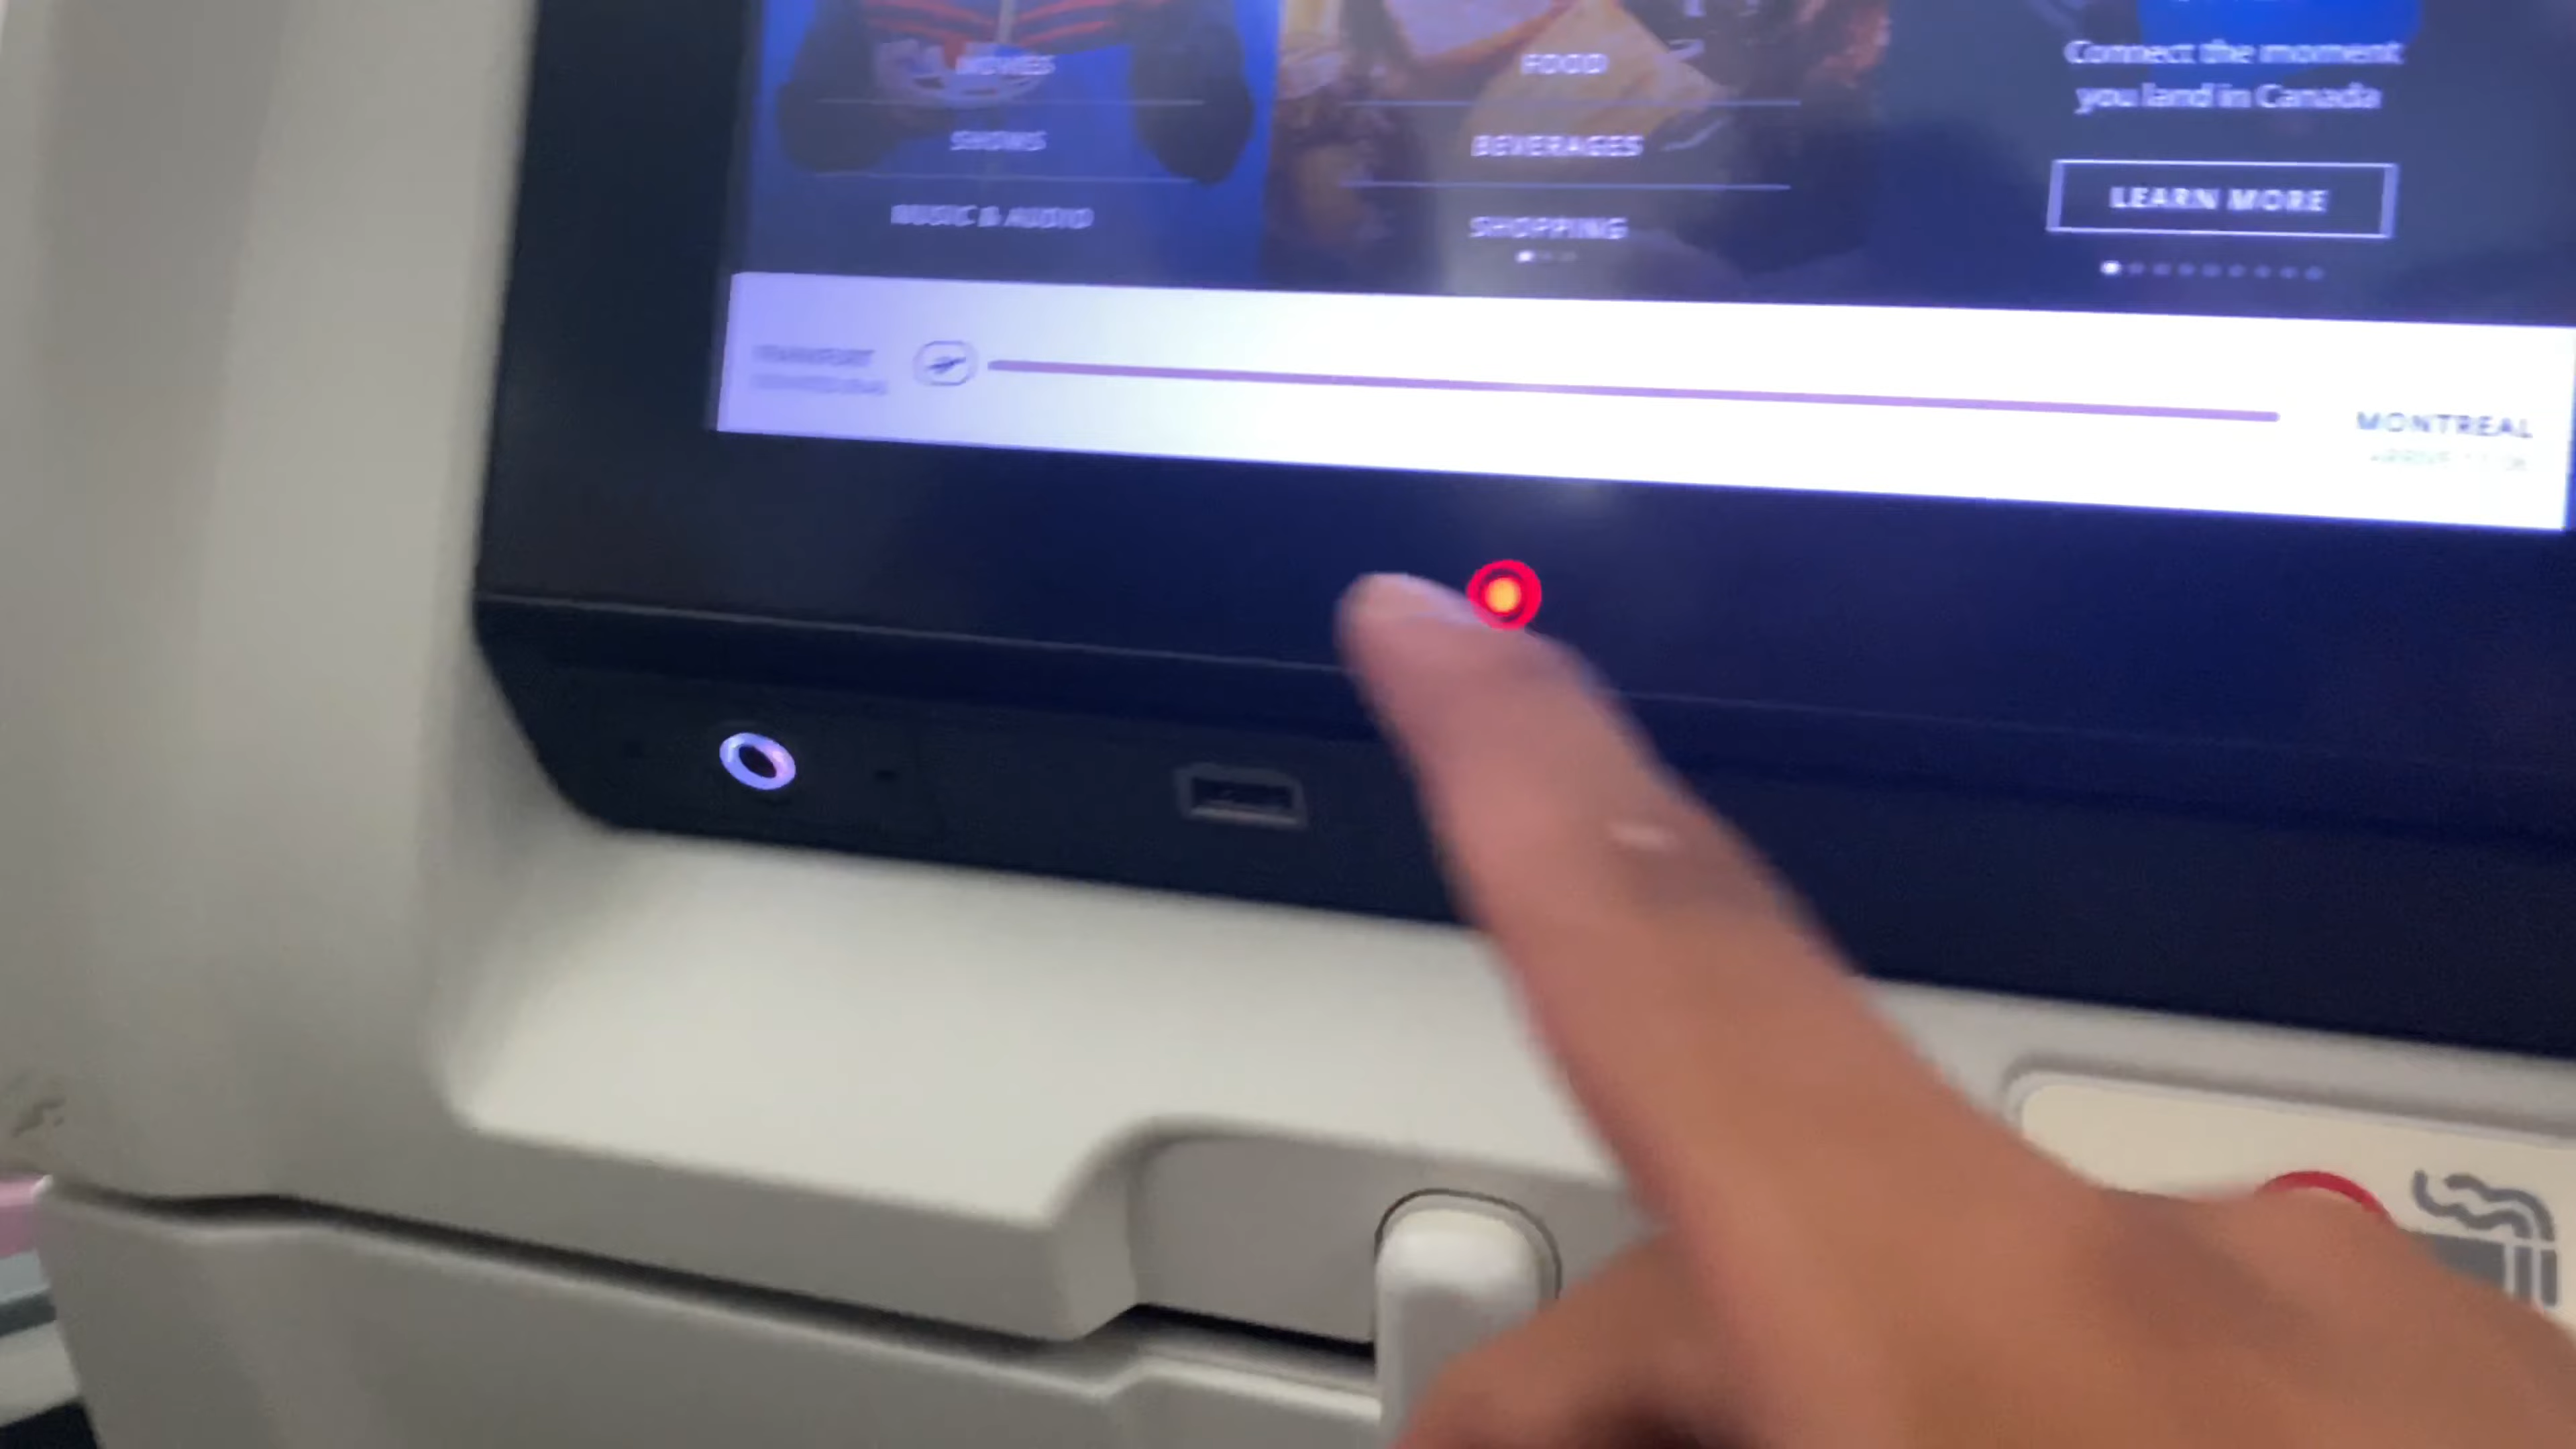 MOVIES
SHOWS
MUSIC & AUDIO
FOOD
BEVERAGES
SHOPPING
Connect the moment
you land in Canada
LEARN MORE
MONTREAL